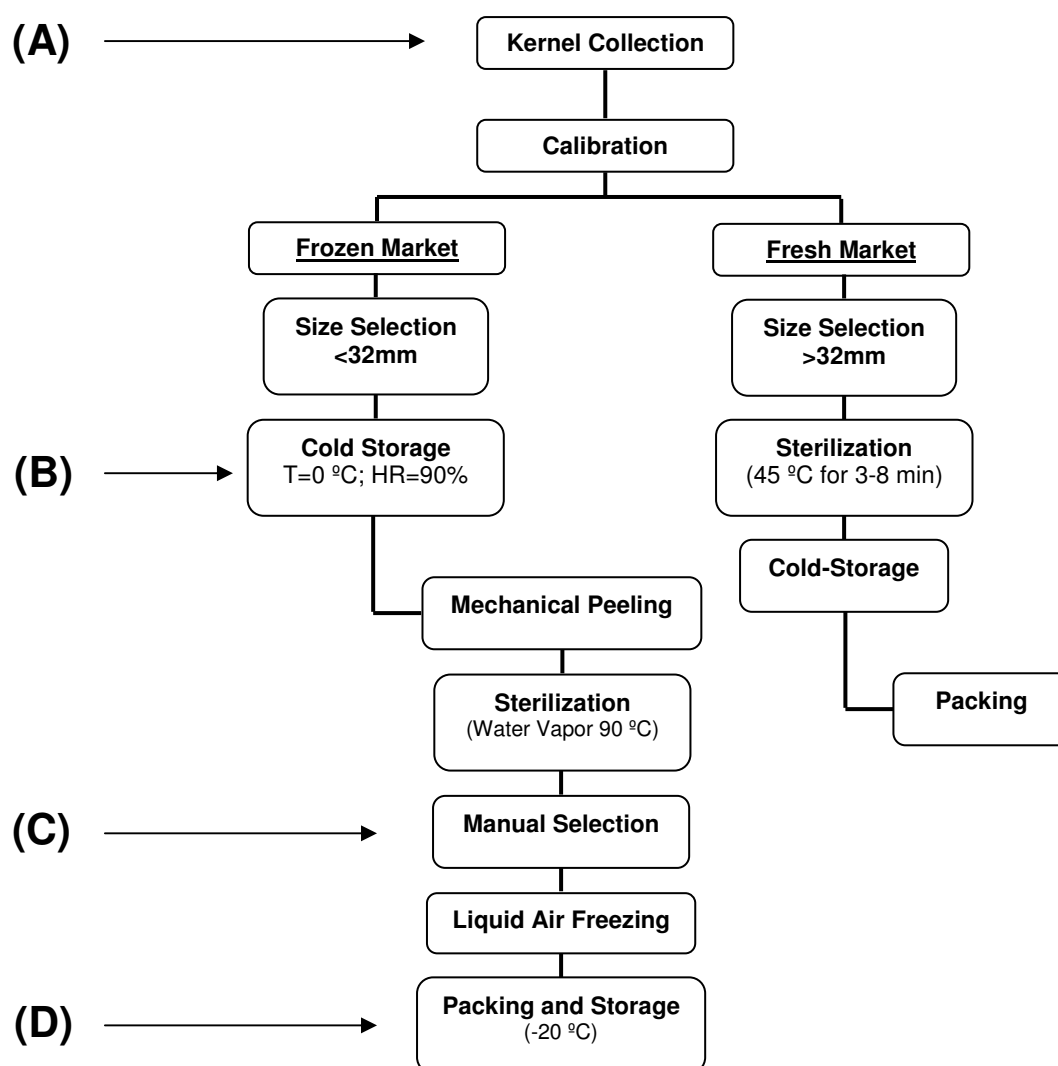 (A)
Kernel Collection
Calibration
Frozen Market
Fresh Market
Size Selection
<32mm
Size Selection
>32mm
(B)
Cold Storage
T=0 ºC; HR=90%
Sterilization
(45 ºC for 3-8 min)
Cold-Storage
Mechanical Peeling
Packing
Sterilization
(Water Vapor 90 ºC)
(C)
Manual Selection
Liquid Air Freezing
(D)
Packing and Storage
(-20 ºC)